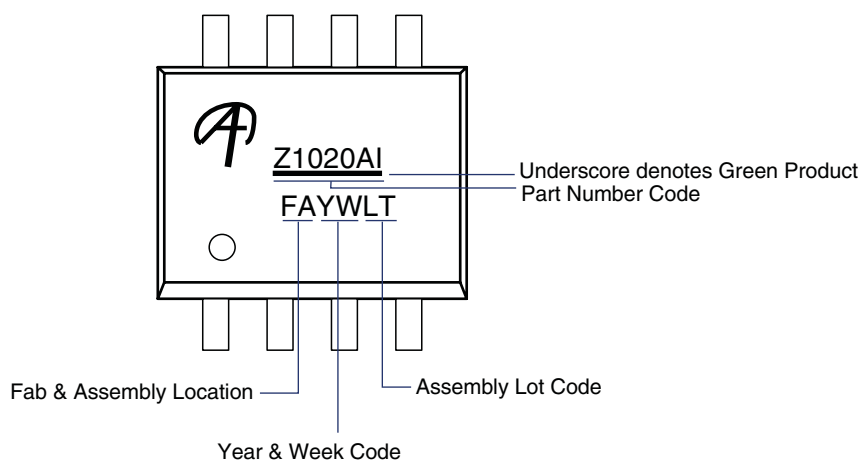 Z1020AI
Underscore denotes Green Product
Part Number Code
FAYWLT
Fab & Assembly Location
Assembly Lot Code
Year & Week Code